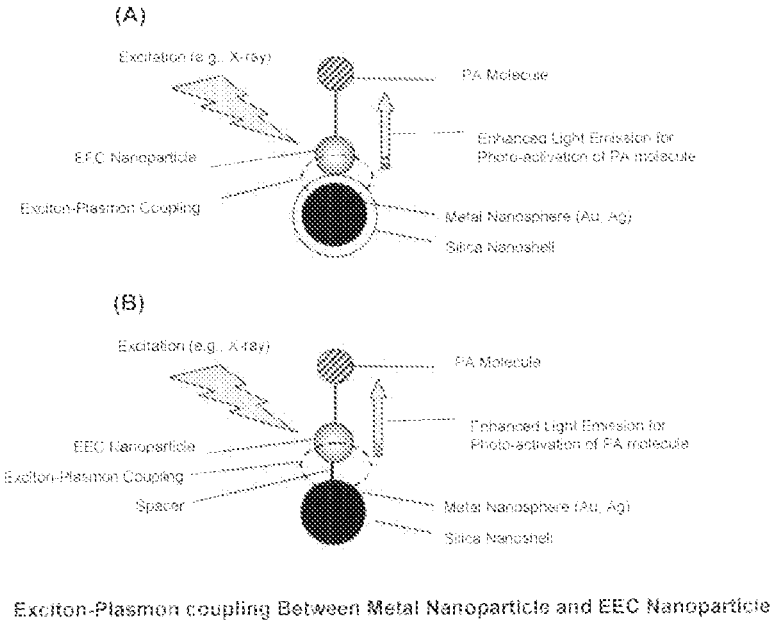 (A)
Excitation (e.g., X-ray)
PA Molecule
Enhanced Light Emission for
Photo-activation of PA molecule
EEC Nanoparticle
Exciton-Plasmon Coupling
Metal Nanosphere (Au, Ag)
Silica Nanoshell
(B)
Excitation (e.g., X-ray)
PA Molecule
Enhanced Light Emission for
Photo-activation of PA molecule
EEC Nanoparticle
Exciton-Plasmon Coupling
Spacer
Metal Nanosphere (Au, Ag)
Silica Nanoshell
Exciton-Plasmon coupling Between Metal Nanoparticle and EEC Nanoparticle